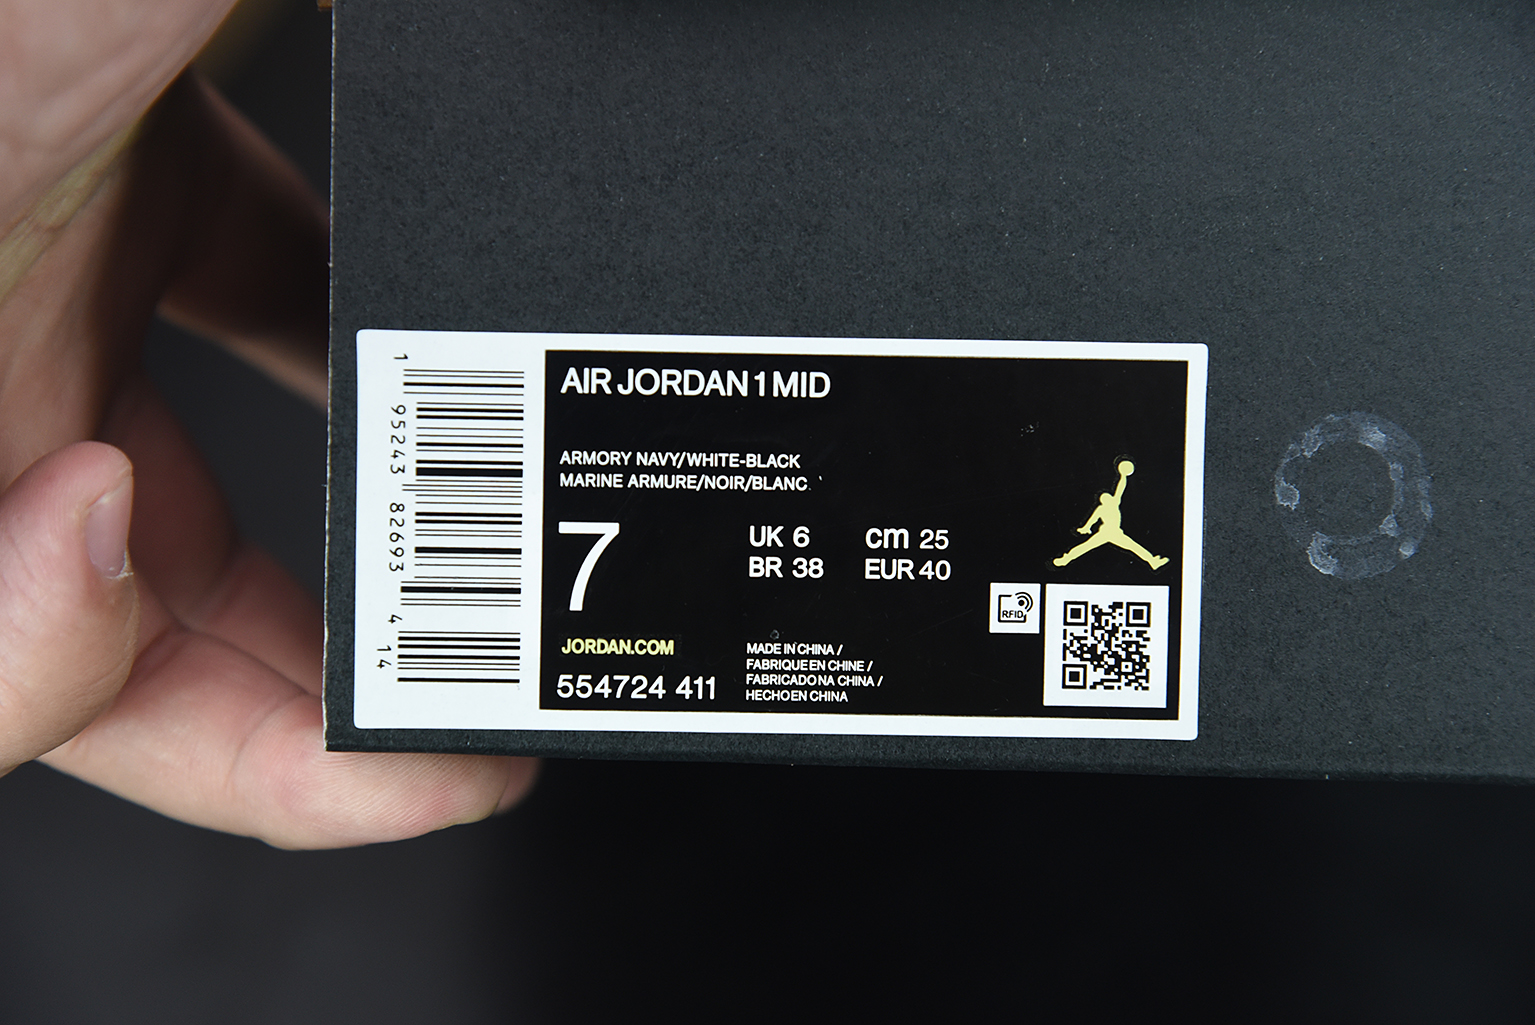 1 95243 82693 4 14
AIR JORDAN 1 MID
ARMORY NAVY/WHITE-BLACK
MARINE ARMURE/NOIR/BLANC
7
UK 6
cm 25
BR 38
EUR 40
RFID
JORDAN.COM
554724 411
MADE IN CHINA /
FABRIQUE EN CHINE /
FABRICADO NA CHINA /
HECHO EN CHINA